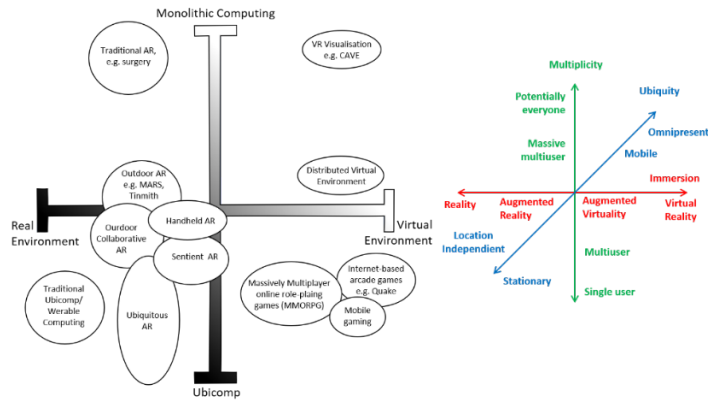 Monolithic Computing
Traditional AR,
e.g. surgery
VR Visualisation
e.g. CAVE
Outdoor AR
e.g. MARS,
Tinmith
Distributed Virtual
Environment
Handheld AR
Real
Environment
Virtual
Environment
Ourdoor
Collaborative
AR
Sentient AR
Traditional
Ubicomp/
Werable
Computing
Ubiquitous
AR
Massively Multiplayer
online role-plaing
games (MMORPG)
Internet-based
arcade games
e.g. Quake
Mobile
gaming
Ubicomp
Multiplicity
Potentially
everyone
Ubiquity
Omnipresent
Massive
multiuser
Mobile
Immersion
Reality
Augmented
Reality
Augmented
Virtuality
Virtual
Reality
Location
Independent
Multiuser
Stationary
Single user